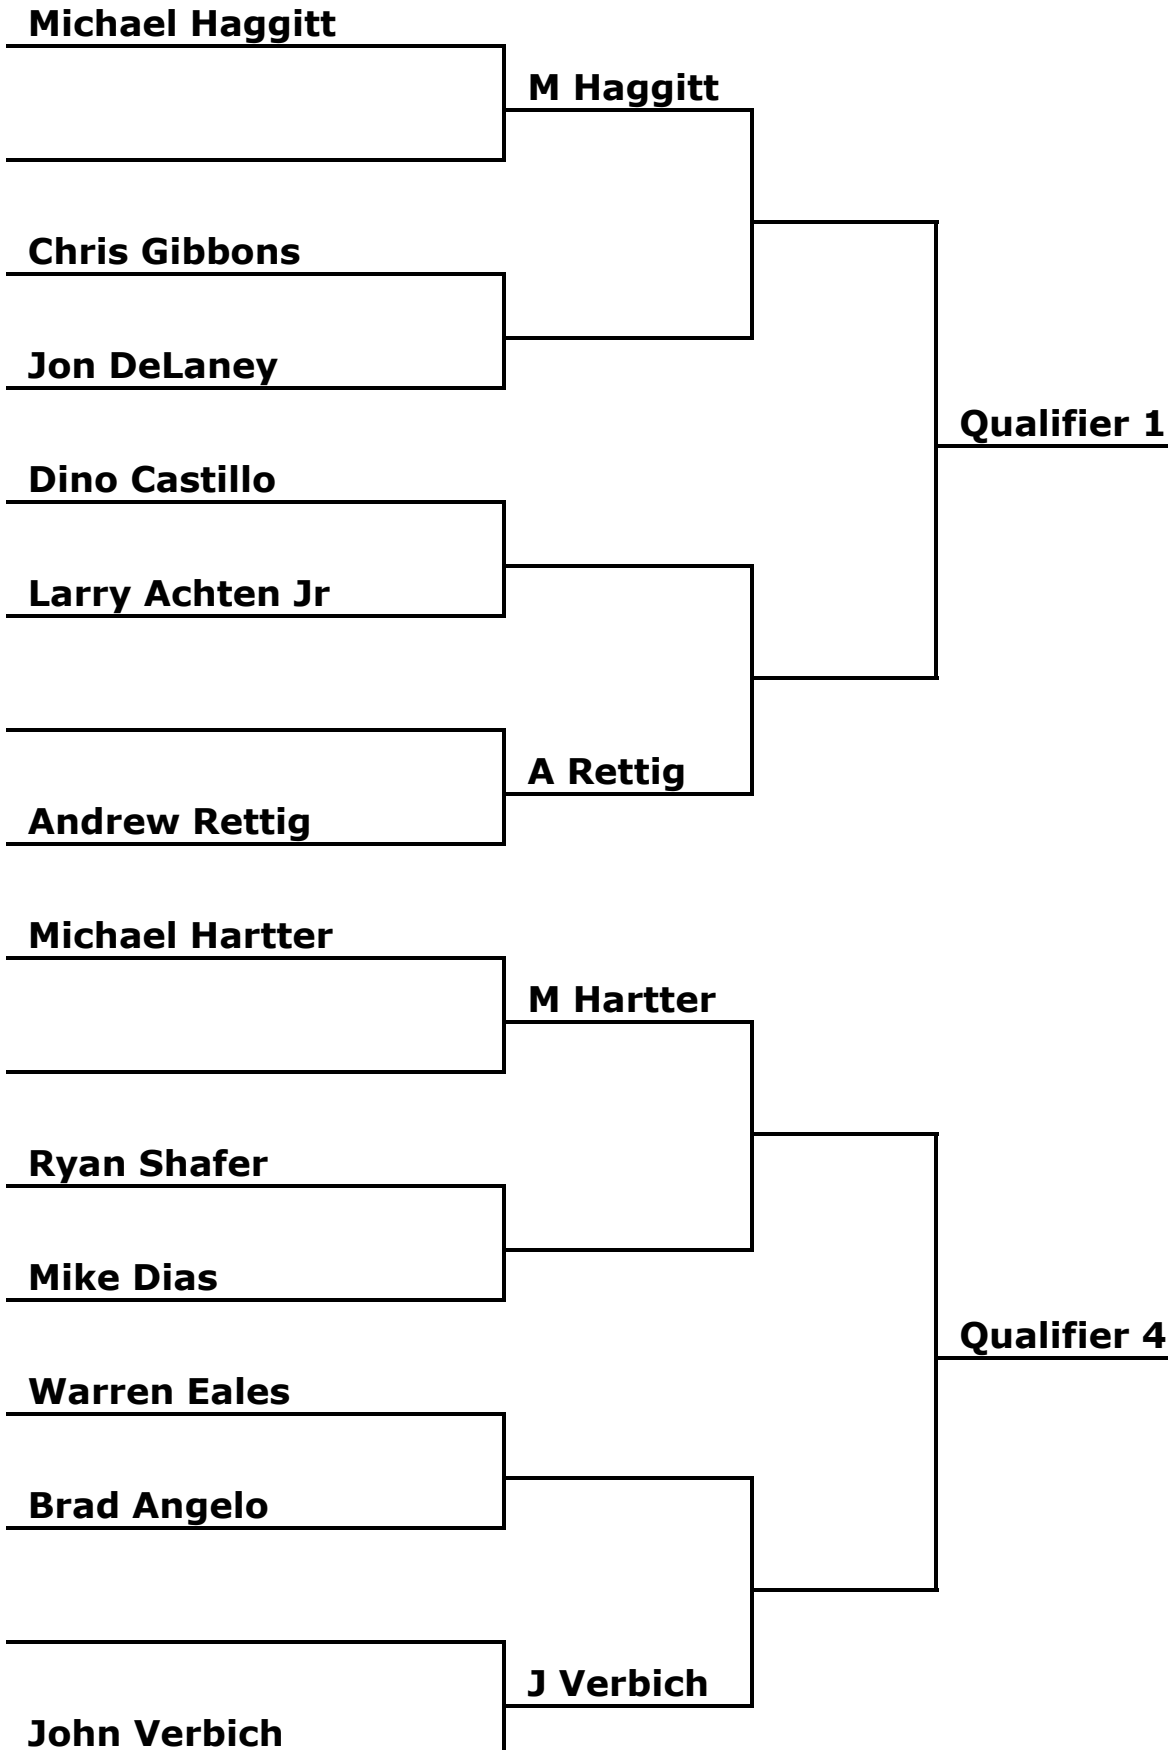 Michael Haggitt
M Haggitt
Chris Gibbons
Jon DeLaney
Qualifier 1
Dino Castillo
Larry Achten Jr
A Rettig
Andrew Rettig
Michael Hartter
M Hartter
Ryan Shafer
Mike Dias
Qualifier 4
Warren Eales
Brad Angelo
J Verbich
John Verbich